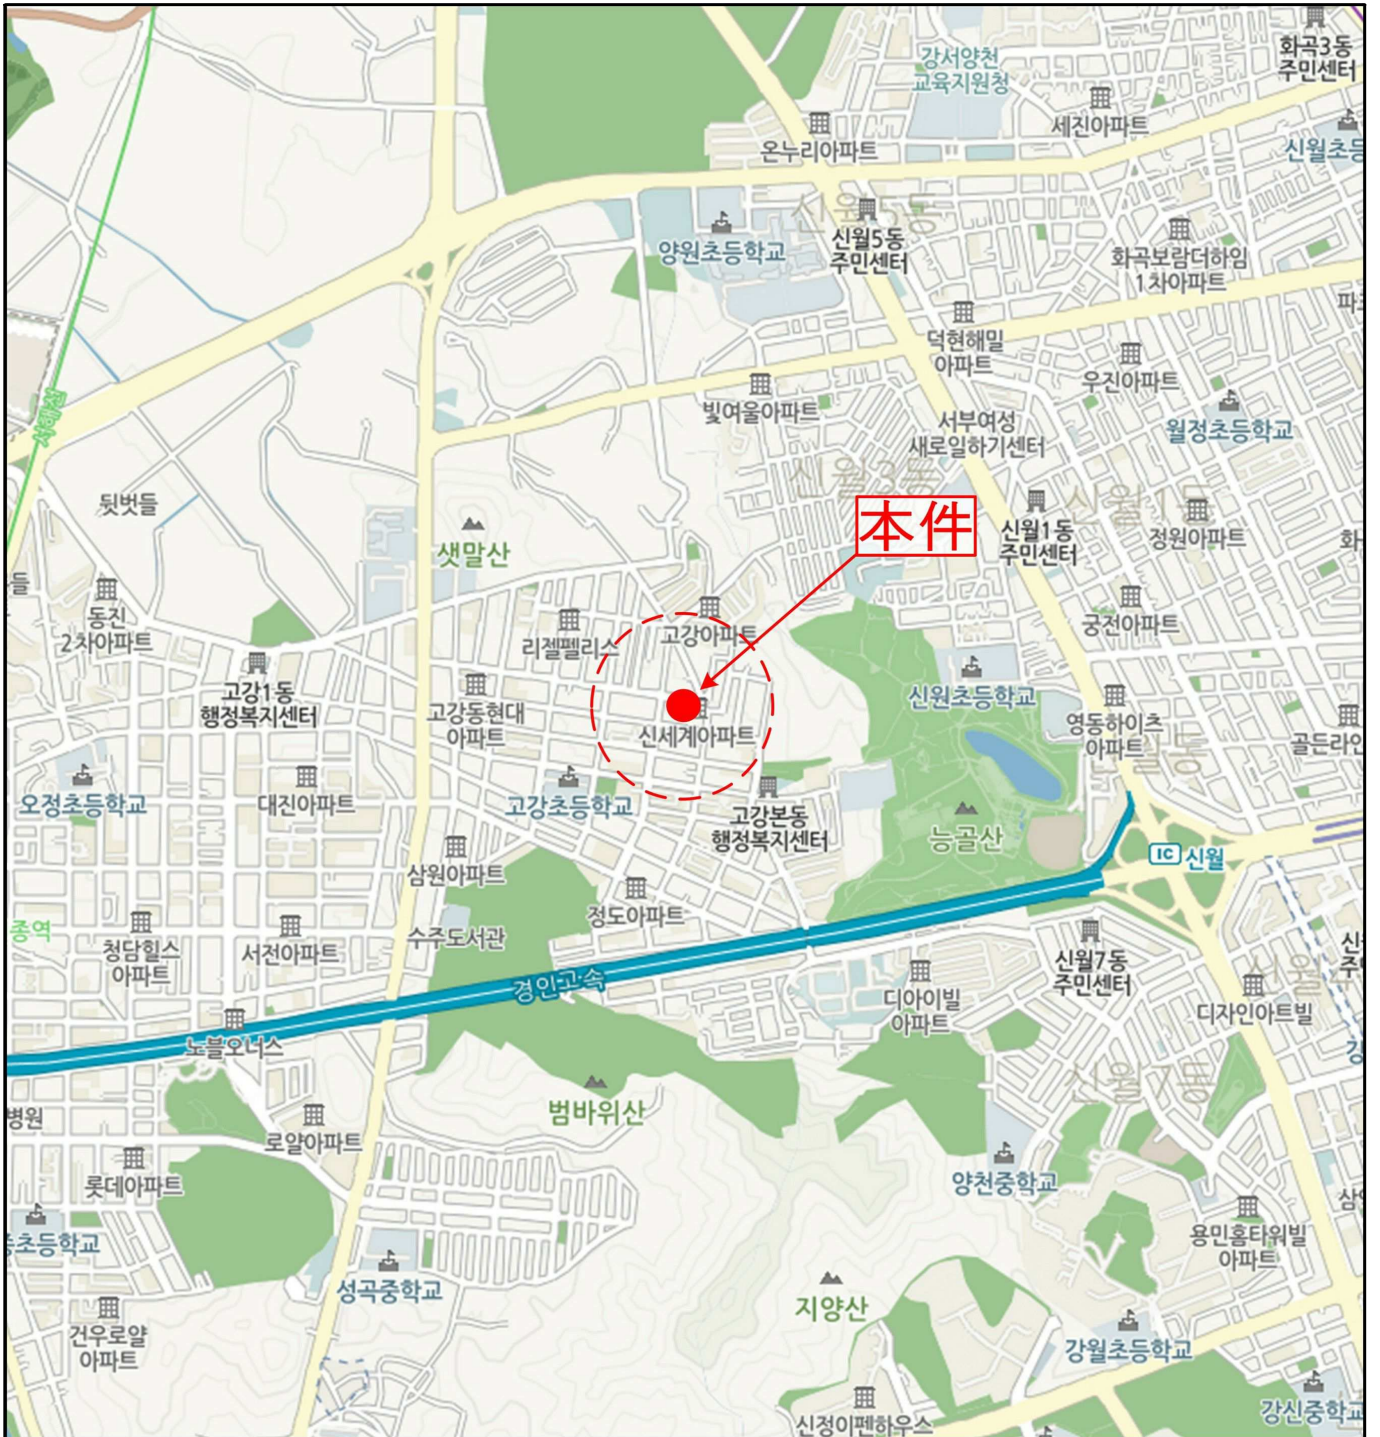 화곡3동
주민센터
강서양천
교육지원청
세진아파트
온누리아파트
신월초등
신월5동
양원초등학교
신월5동
주민센터
화곡보람더하임
1차아파트
덕현해밀
아파트
우진아파트
빛여울아파트
서부여성
새로일하기센터
월정초등학교
서해선
신월3동
신월1동
뒷벗들
本件
신월1동
주민센터
정원아파트
샛말산
동진
2차아파트
리젤펠리스
고강아파트
궁전아파트
고강1동
행정복지센터
고강동현대
아파트
신세계아파트
신원초등학교
영동하이츠
아파트
골든라인
오정초등학교
대진아파트
고강초등학교
고강본동
행정복지센터
능골산
IC 신월
삼원아파트
정도아파트
종역
청담힐스
아파트
서전아파트
수주도서관
신월7동
주민센터
경인고속
디아이빌
아파트
디자인아트빌
노블오너스
신월7동
병원
범바위산
로얄아파트
롯데아파트
양천중학교
초등학교
용민홈타워빌
아파트
성곡중학교
지양산
건우로얄
아파트
강월초등학교
신정이펜하우스
강신중학교